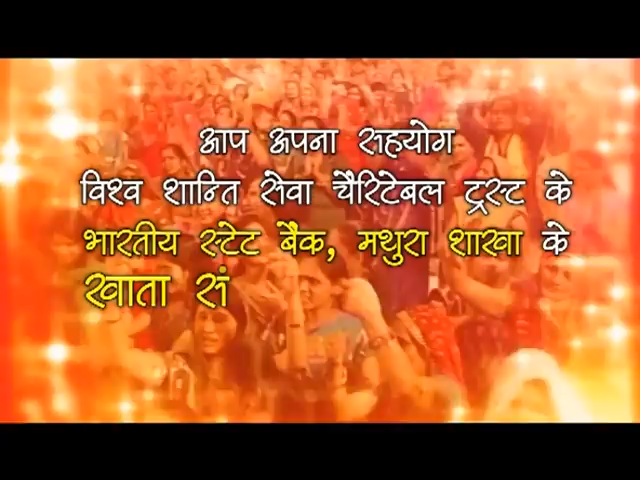 आप अपना सहयोग
विश्व शान्ति सेवा चैरिटेबल ट्रस्ट के
भारतीय स्टेट बैंक, मथुरा शाखा के
खाता सं